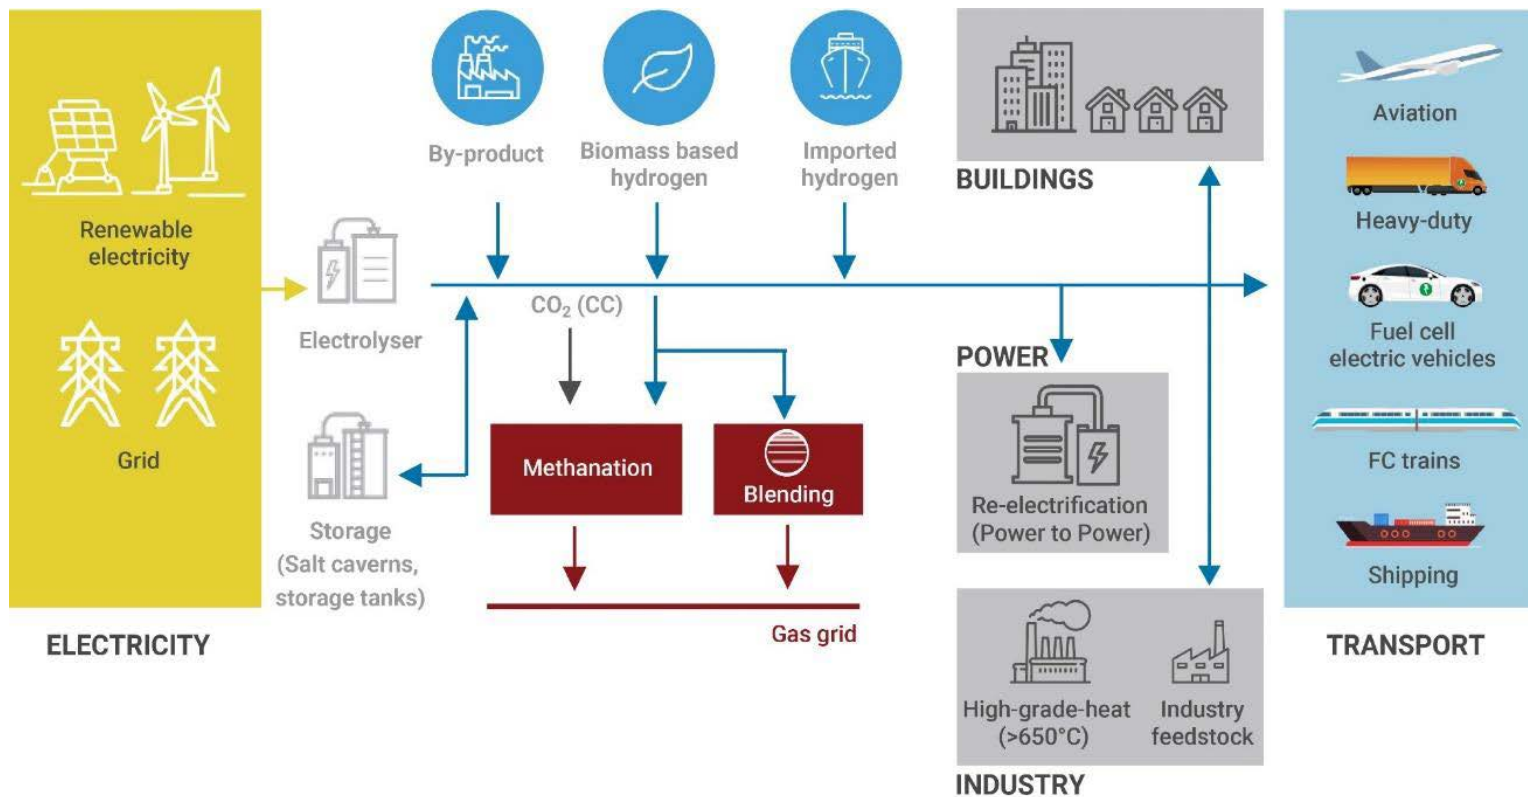 Renewable
electricity
Grid
ELECTRICITY
Electrolyser
Storage
(Salt caverns,
storage tanks)
By-product
Biomass based
hydrogen
Imported
hydrogen
CO₂ (CC)
Methanation
Blending
Gas grid
BUILDINGS
POWER
Re-electrification
(Power to Power)
High-grade-heat
(>650°C)
Industry
feedstock
INDUSTRY
Aviation
Heavy-duty
Fuel cell
electric vehicles
FC trains
Shipping
TRANSPORT